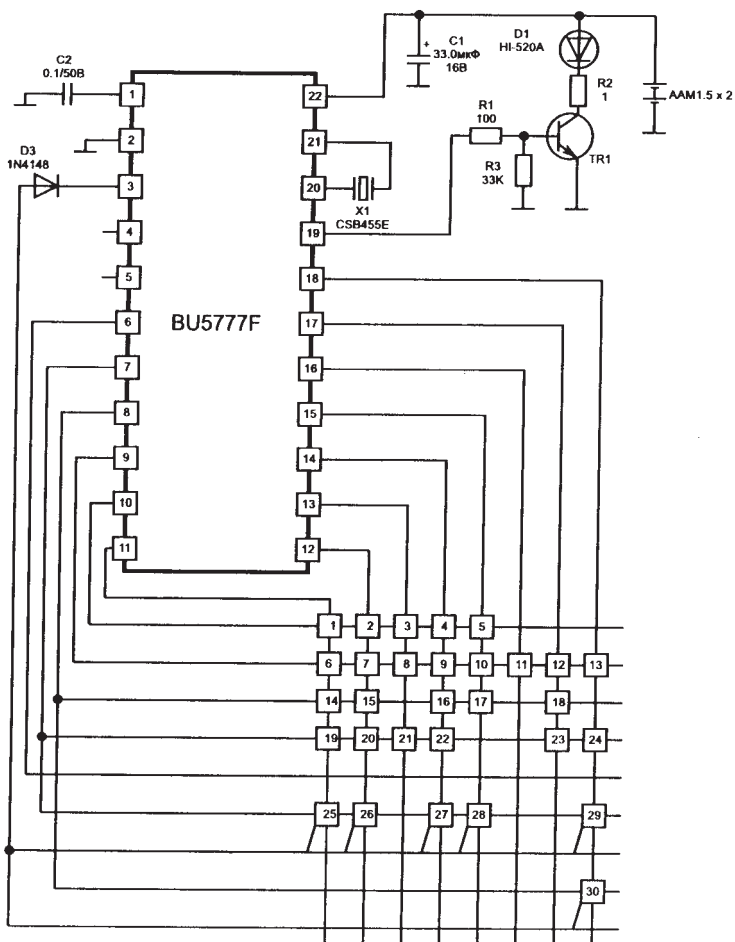 C2
0.1/50В
D3
1N4148
BU5777F
1
2
3
4
5
6
7
8
9
10
11
22
21
20
19
18
17
16
15
14
13
12
+
C1
33.0мкФ
16В
D1
HI-520A
R2
1
AAM1.5 x 2
R1
100
R3
33K
TR1
X1
CSB455E
1 2 3 4 5
6 7 8 9 10 11 12 13
14 15 16 17 18
19 20 21 22 23 24
25 26 27 28 29
30